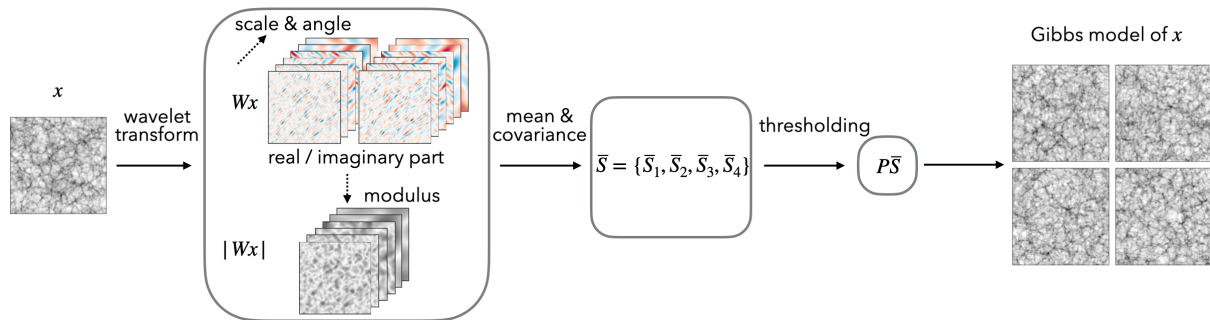 x
wavelet
transform
scale & angle
Wx
real / imaginary part
modulus
|Wx|
mean &
covariance
S̅ = {S̅₁, S̅₂, S̅₃, S̅₄}
thresholding
PS̅
Gibbs model of x